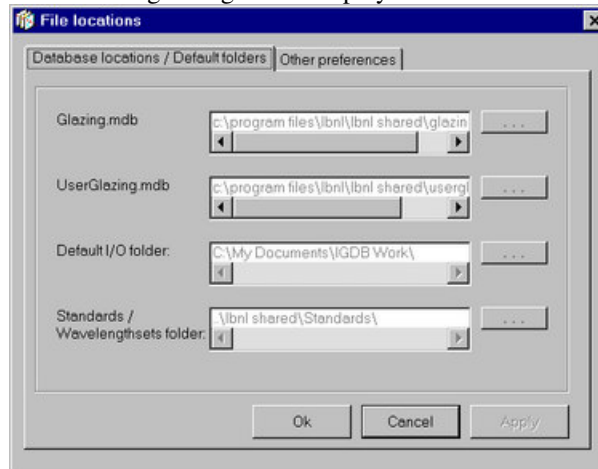 File locations
Database locations / Default folders
Other preferences
Glazing.mdb
c:\program files\lbnl\lbnl shared\glazin
...
UserGlazing.mdb
c:\program files\lbnl\lbnl shared\usergl
...
Default I/O folder:
C:\My Documents\IGDB Work\
...
Standards /
Wavelengthsets folder:
..\lbnl shared\Standards\
...
Ok
Cancel
Apply